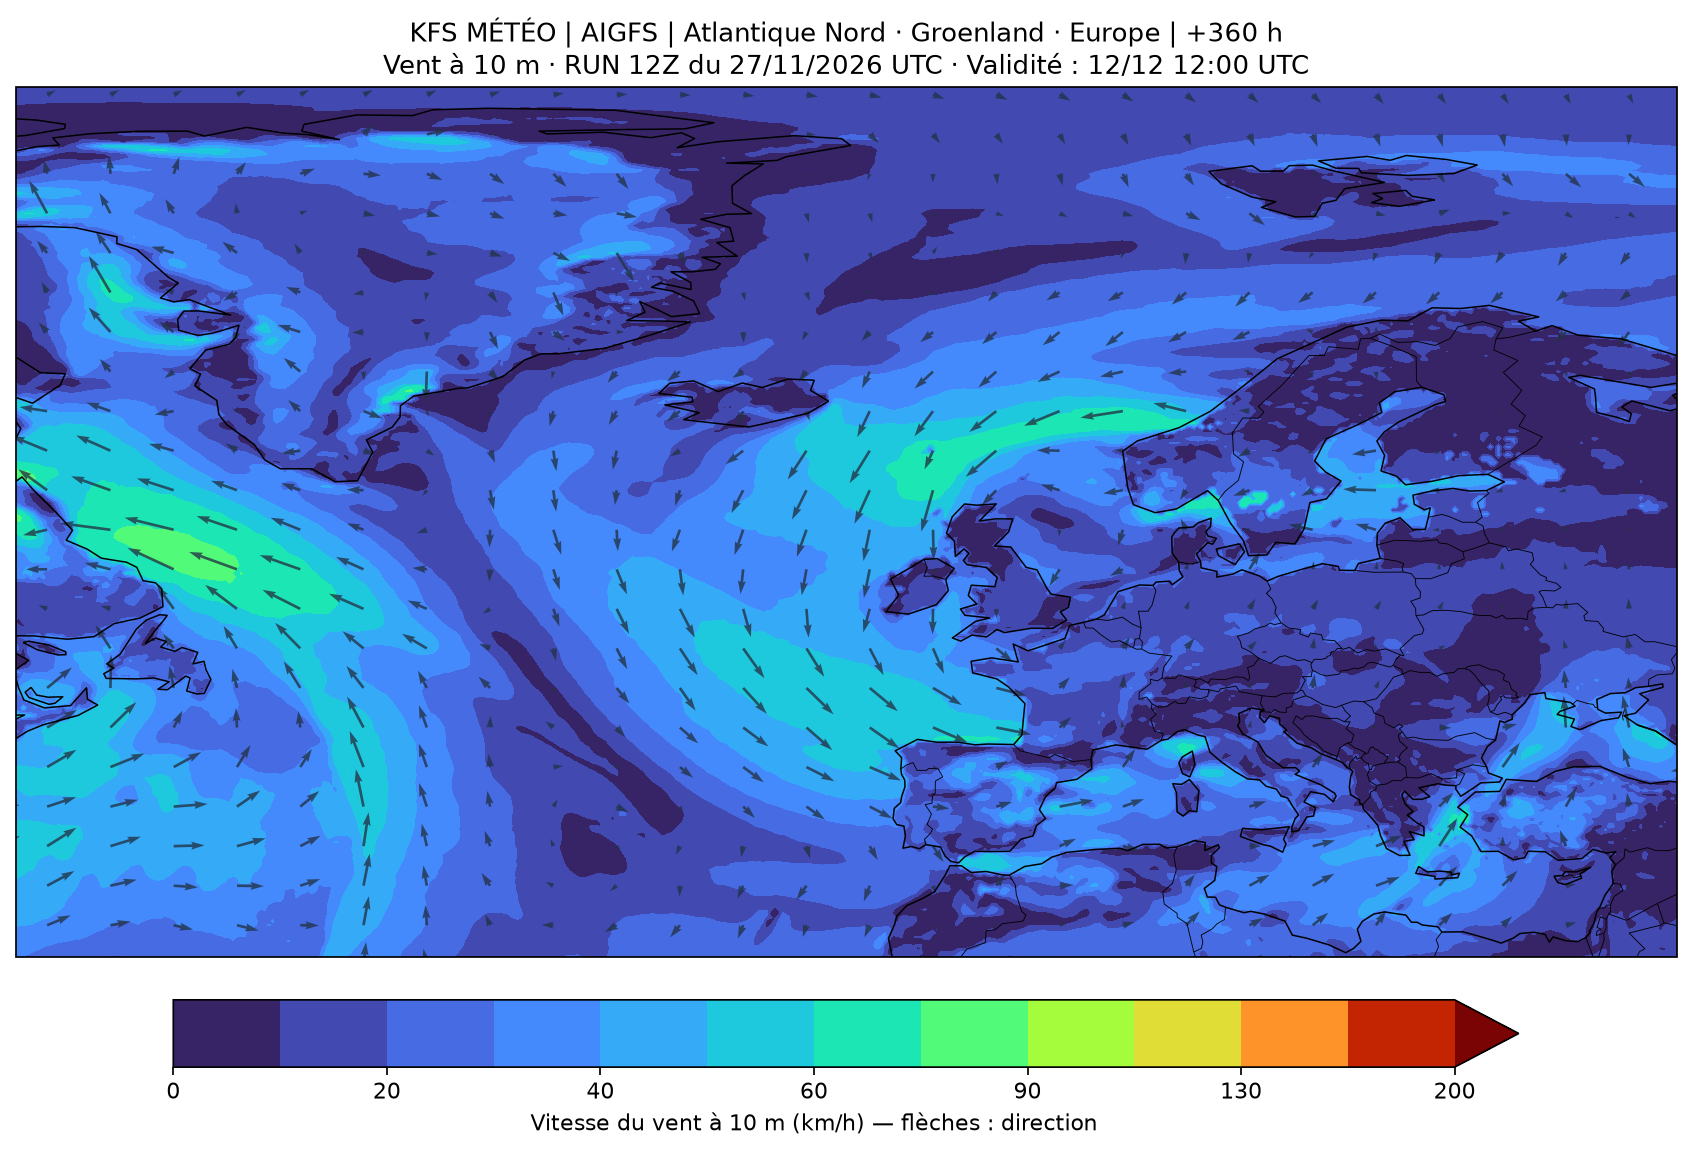 KFS MÉTÉO | AIGFS | Atlantique Nord · Groenland · Europe | +360 h
Vent à 10 m · RUN 12Z du 27/11/2026 UTC · Validité : 12/12 12:00 UTC
0 20 40 60 90 130 200
Vitesse du vent à 10 m (km/h) — flèches : direction